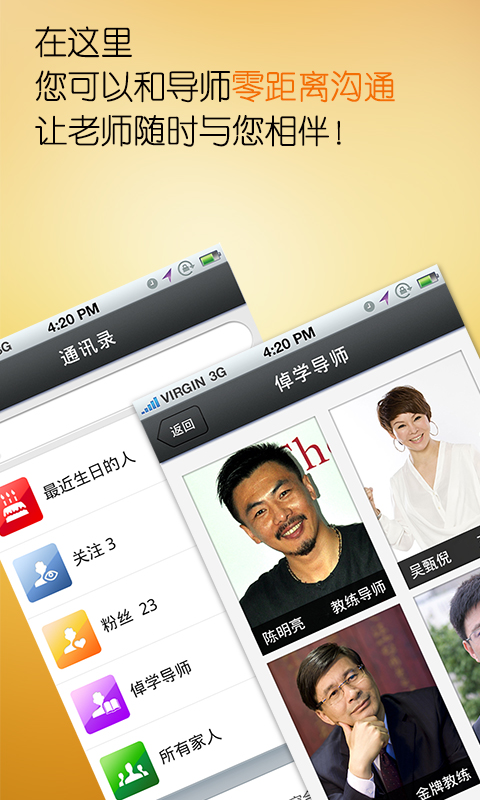 在这里
您可以和导师零距离沟通
让老师随时与您相伴！
3G 4:20 PM
通讯录
最近生日的人
关注 3
粉丝 23
倬学导师
所有家人
VIRGIN 3G 4:20 PM
返回 倬学导师
陈明亮 教练导师
吴甄倪
金牌教练